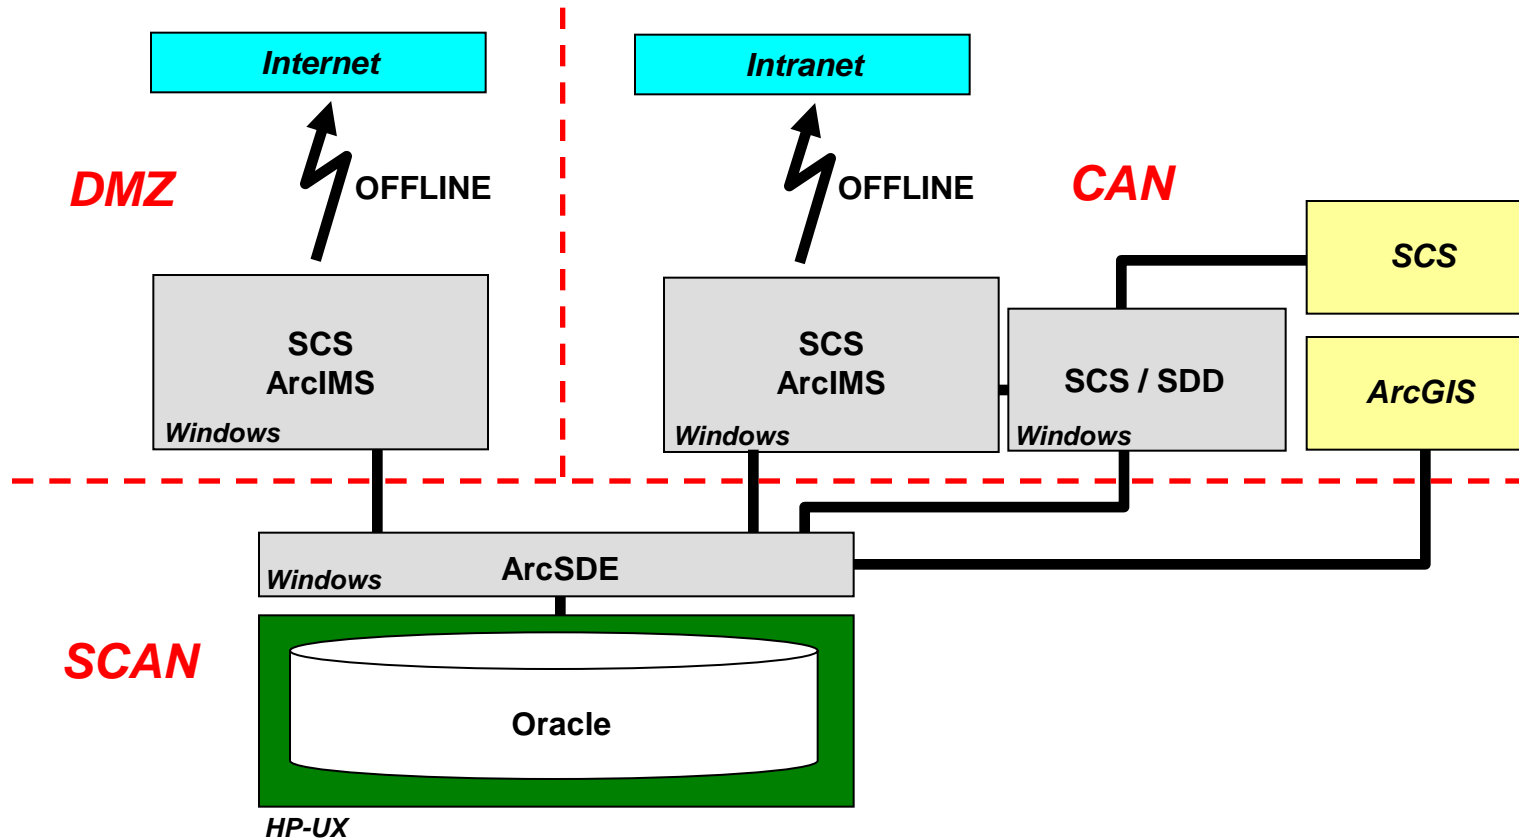 Internet
Intranet
DMZ
OFFLINE
OFFLINE
CAN
SCS
SCS
ArcIMS
Windows
SCS
ArcIMS
Windows
SCS / SDD
Windows
ArcGIS
ArcSDE
Windows
SCAN
Oracle
HP-UX